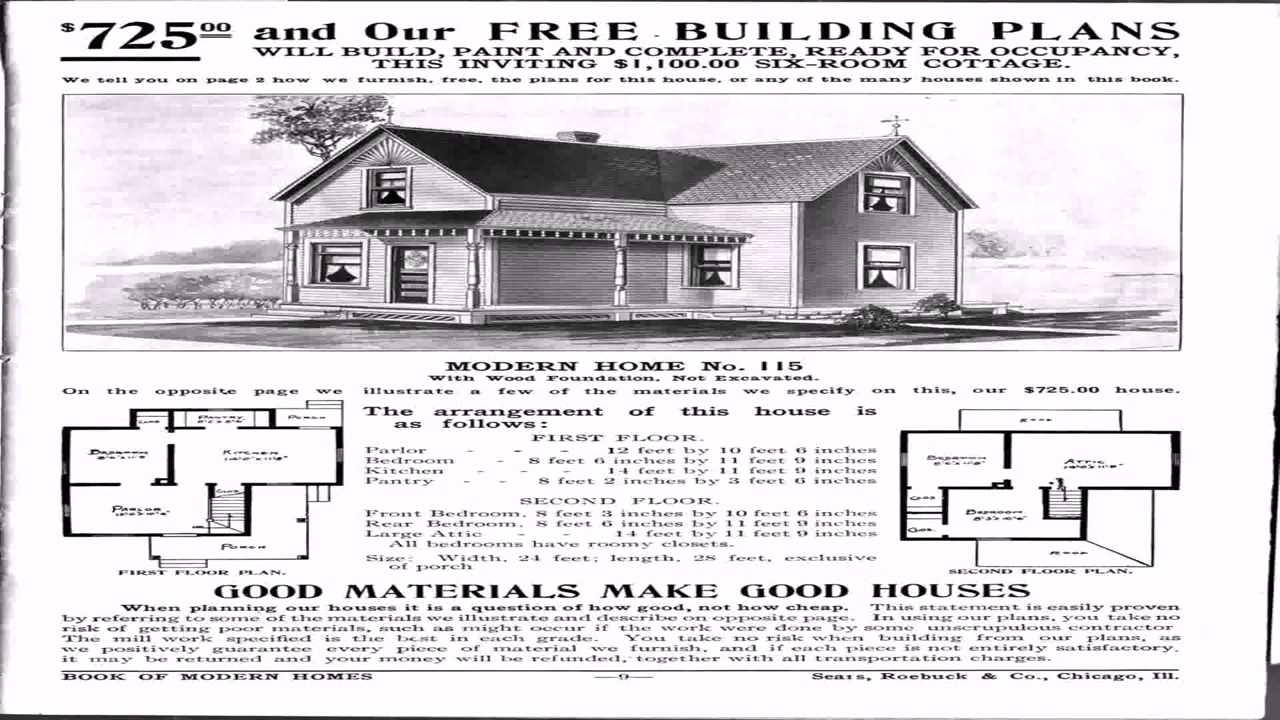 $725.00 and Our FREE BUILDING PLANS
WILL BUILD, PAINT AND COMPLETE, READY FOR OCCUPANCY,
THIS INVITING $1,100.00 SIX-ROOM COTTAGE.
We tell you on page 2 how we furnish, free, the plans for this house, or any of the many houses shown in this book.
MODERN HOME No. 115
With Wood Foundation, Not Excavated.
On the opposite page we illustrate a few of the materials we specify on this, our $725.00 house.
The arrangement of this house is
as follows:
FIRST FLOOR.
Parlor - - - 12 feet by 10 feet 6 inches
Bedroom - 8 feet 6 inches by 11 feet 9 inches
Kitchen - - - 14 feet by 11 feet 9 inches
Pantry - - 8 feet 2 inches by 3 feet 6 inches
SECOND FLOOR.
Front Bedroom, 8 feet 3 inches by 10 feet 6 inches
Rear Bedroom, 8 feet 6 inches by 11 feet 9 inches
Large Attic - - 14 feet by 11 feet 9 inches
All bedrooms have roomy closets.
Size: Width, 24 feet; length, 28 feet, exclusive
of porch
CLOS
PANTRY
PORCH
BEDROOM
KITCHEN
CLOS
PARLOR
PORCH
FIRST FLOOR PLAN.
ROOF
BEDROOM
ATTIC
CLOS
BEDROOM
CLOS.
ROOF
SECOND FLOOR PLAN.
GOOD MATERIALS MAKE GOOD HOUSES
When planning our houses it is a question of how good, not how cheap. This statement is easily proven
by referring to some of the materials we illustrate and describe on opposite page. In using our plans, you take no
risk of getting poor materials, such as might occur if the work were done by some unscrupulous contractor
The mill work specified is the best in each grade. You take no risk when building from our plans, as
we positively guarantee every piece of material we furnish, and if each piece is not entirely satisfactory,
it may be returned and your money will be refunded, together with all transportation charges.
BOOK OF MODERN HOMES
—9—
Sears, Roebuck & Co., Chicago, Ill.